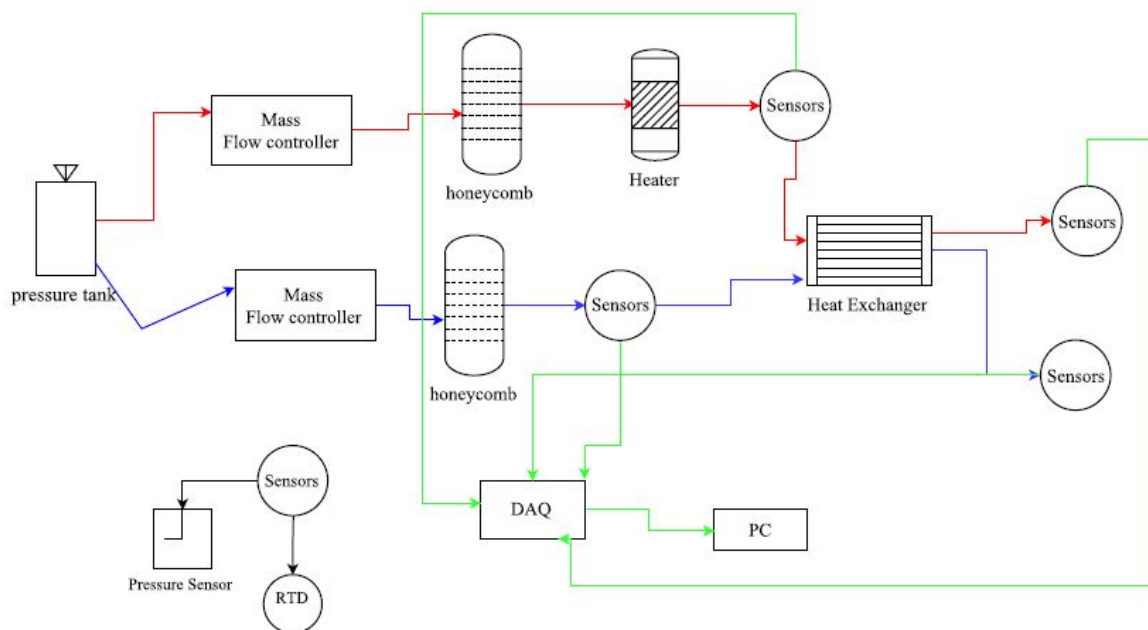 Mass
Flow controller
honeycomb
Heater
Sensors
pressure tank
Mass
Flow controller
honeycomb
Sensors
Heat Exchanger
Sensors
Sensors
Sensors
Pressure Sensor
RTD
DAQ
PC